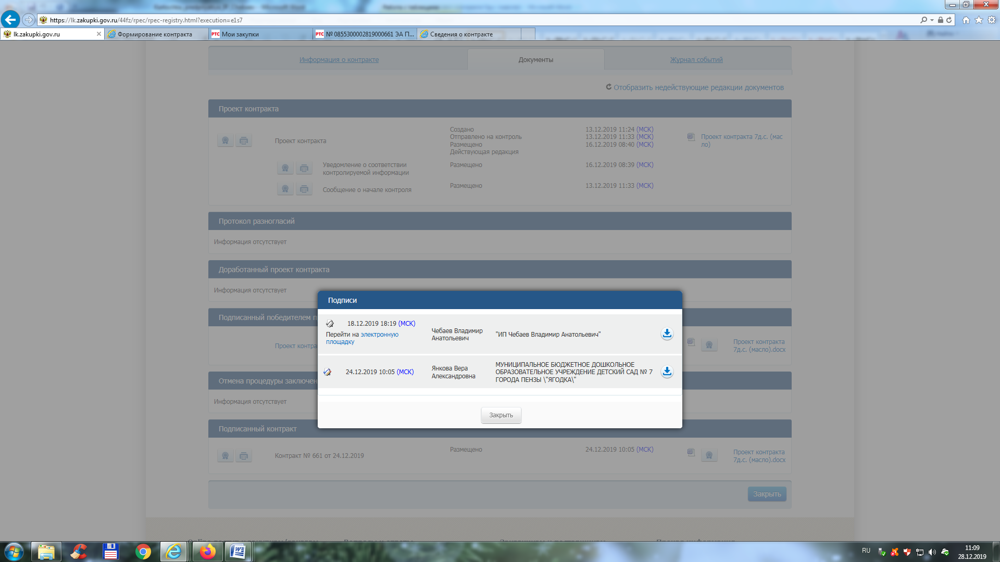 https://lk.zakupki.gov.ru/44fz/rpec/rpec-registry.html?execution=e1s7
lk.zakupki.gov.ru
Формирование контракта
РТС Мои закупки
РТС № 0855300002819000661 ЭА П...
Сведения о контракте
Информация о контракте
Документы
Журнал событий
Отобразить недействующие редакции документов
Проект контракта
Проект контракта
Создано 13.12.2019 11:24 (МСК)
Отправлено на контроль 13.12.2019 11:33 (МСК)
Размещено 16.12.2019 08:40 (МСК)
Действующая редакция
Проект контракта 7д.с. (мас
ло)
Уведомление о соответствии
контролируемой информации
Размещено 16.12.2019 08:39 (МСК)
Сообщение о начале контроля
Размещено 13.12.2019 11:33 (МСК)
Протокол разногласий
Информация отсутствует
Доработанный проект контракта
Информация отсутствует
Подписи
18.12.2019 18:19 (МСК)
Перейти на электронную
площадку
Чебаев Владимир
Анатольевич
"ИП Чебаев Владимир Анатольевич"
24.12.2019 10:05 (МСК)
Янкова Вера
Александровна
МУНИЦИПАЛЬНОЕ БЮДЖЕТНОЕ ДОШКОЛЬНОЕ
ОБРАЗОВАТЕЛЬНОЕ УЧРЕЖДЕНИЕ ДЕТСКИЙ САД № 7
ГОРОДА ПЕНЗЫ \"ЯГОДКА\"
Закрыть
Подписанный победителем п
Проект контра
Проект контракта
7д.с. (масло).docx
Отмена процедуры заключен
Информация отсутствует
Подписанный контракт
Контракт № 661 от 24.12.2019
Размещено 24.12.2019 10:05 (МСК)
Проект контракта
7д.с. (масло).docx
Закрыть
RU
11:09
28.12.2019